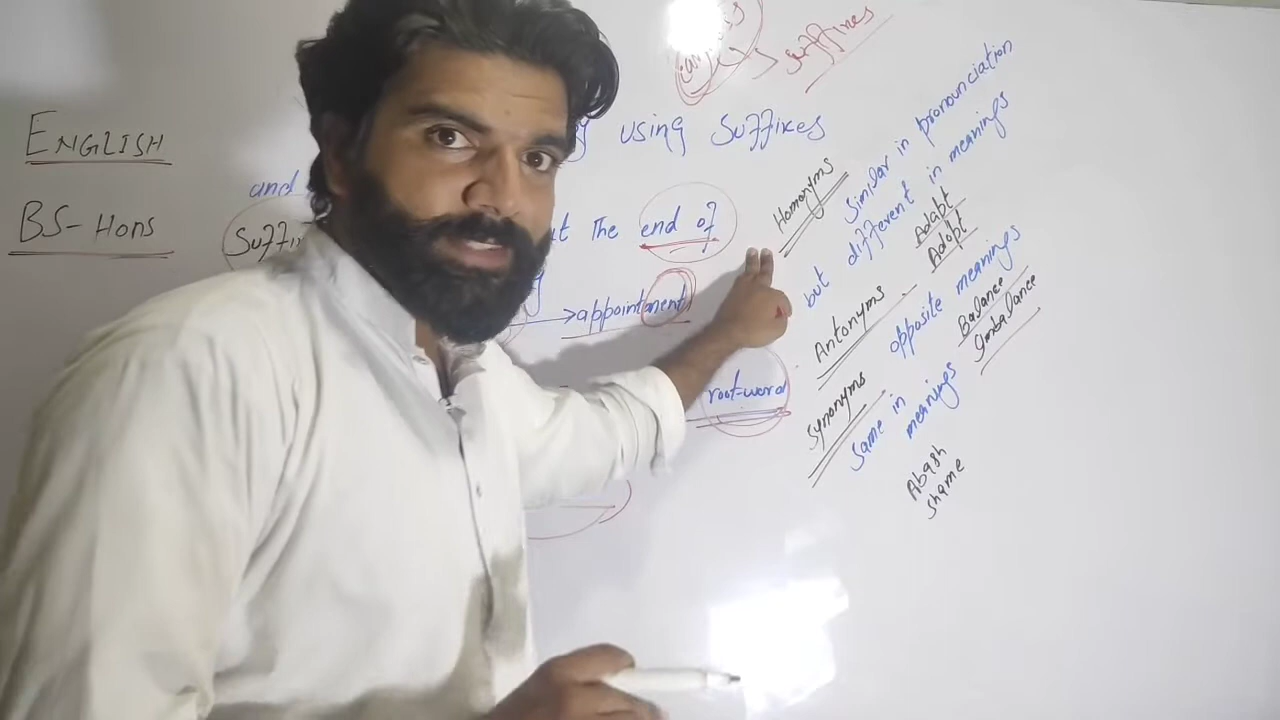 suffixes
ENGLISH
BS-Hons
using Suffixes
and
the end of
→appointment
root-word
Homonyms
Similar in pronounciation
but different in meanings
Adapt
Adopt
Antonyms
opposite meanings
Balance
Imbalance
Synonyms
Same in meanings
Abash
shame